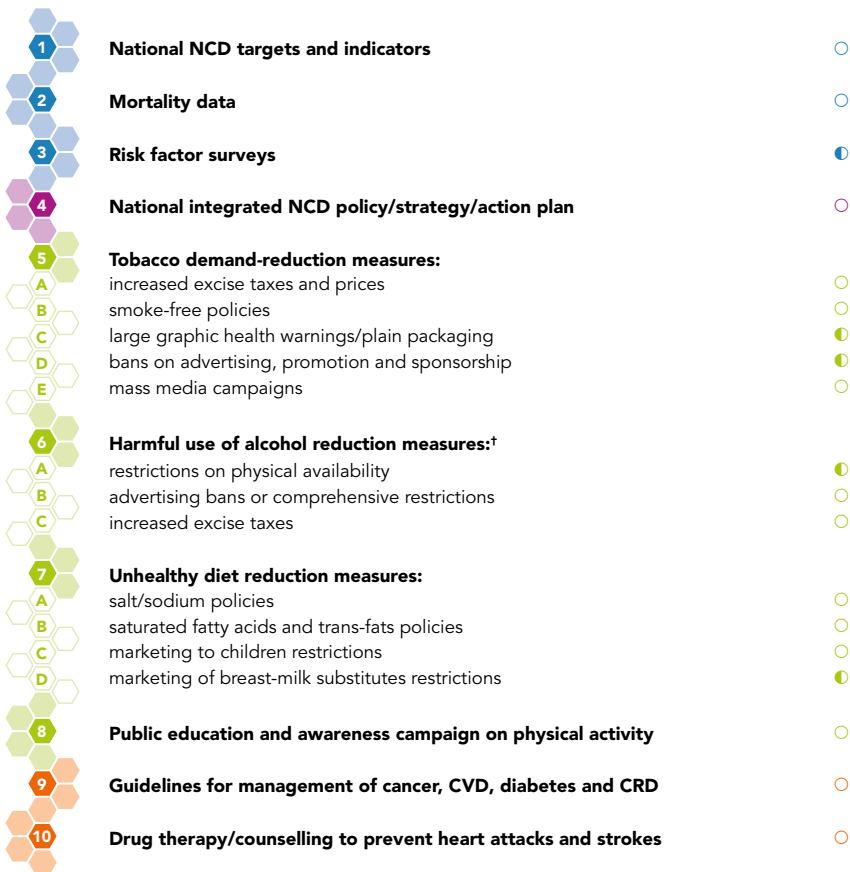 1 National NCD targets and indicators
2 Mortality data
3 Risk factor surveys
4 National integrated NCD policy/strategy/action plan
5 Tobacco demand-reduction measures:
A increased excise taxes and prices
B smoke-free policies
C large graphic health warnings/plain packaging
D bans on advertising, promotion and sponsorship
E mass media campaigns
6 Harmful use of alcohol reduction measures:†
A restrictions on physical availability
B advertising bans or comprehensive restrictions
C increased excise taxes
7 Unhealthy diet reduction measures:
A salt/sodium policies
B saturated fatty acids and trans-fats policies
C marketing to children restrictions
D marketing of breast-milk substitutes restrictions
8 Public education and awareness campaign on physical activity
9 Guidelines for management of cancer, CVD, diabetes and CRD
10 Drug therapy/counselling to prevent heart attacks and strokes